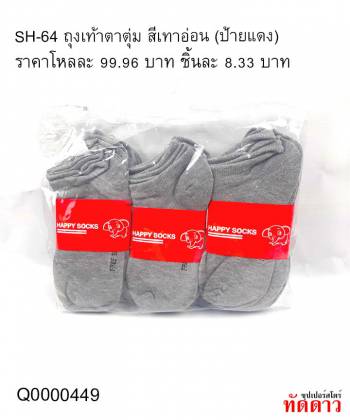 SH-64 ถุงเท้าตาตุ่ม สีเทาอ่อน (ป้ายแดง)
ราคาโหลละ 99.96 บาท ชิ้นละ 8.33 บาท
HAPPY SOCKS
HAPPY SOCKS
HAPPY SOCKS
FREE
FREE
Q0000449
ซุปเปอร์สโตร์
ทัดดาว